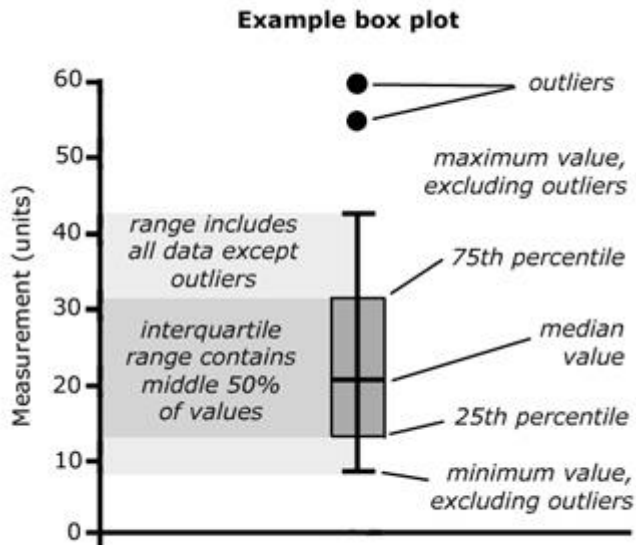 Example box plot
Measurement (units)
60
50
40
30
20
10
0
outliers
maximum value,
excluding outliers
range includes
all data except
outliers
75th percentile
interquartile
range contains
middle 50%
of values
median
value
25th percentile
minimum value,
excluding outliers